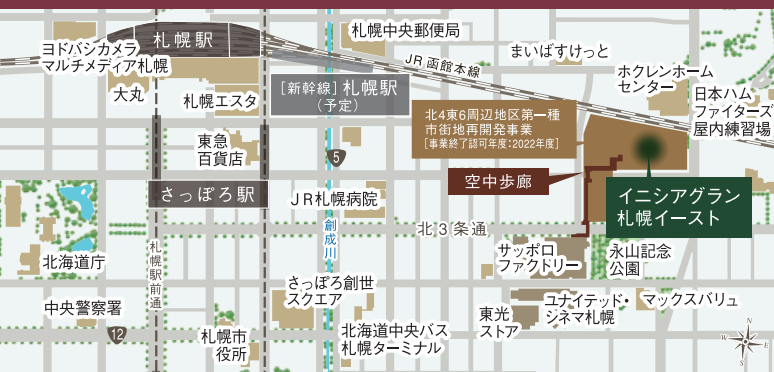 札幌駅
ヨドバシカメラ
マルチメディア札幌
大丸
札幌エスタ
[新幹線]札幌駅
(予定)
札幌中央郵便局
JR函館本線
まいばすけっと
ホクレンホーム
センター
日本ハム
ファイターズ
屋内練習場
北4東6周辺地区第一種
市街地再開発事業
[事業終了認可年度:2022年度]
東急
百貨店
5
空中歩廊
さっぽろ駅
JR札幌病院
イニシアグラン
札幌イースト
北3条通
創成川
札幌駅前通
サッポロ
ファクトリー
永山記念
公園
北海道庁
さっぽろ創世
スクエア
中央警察署
12
札幌市
役所
北海道中央バス
札幌ターミナル
東光
ストア
ユナイテッド・
シネマ札幌
マックスバリュ
N
W
E
S